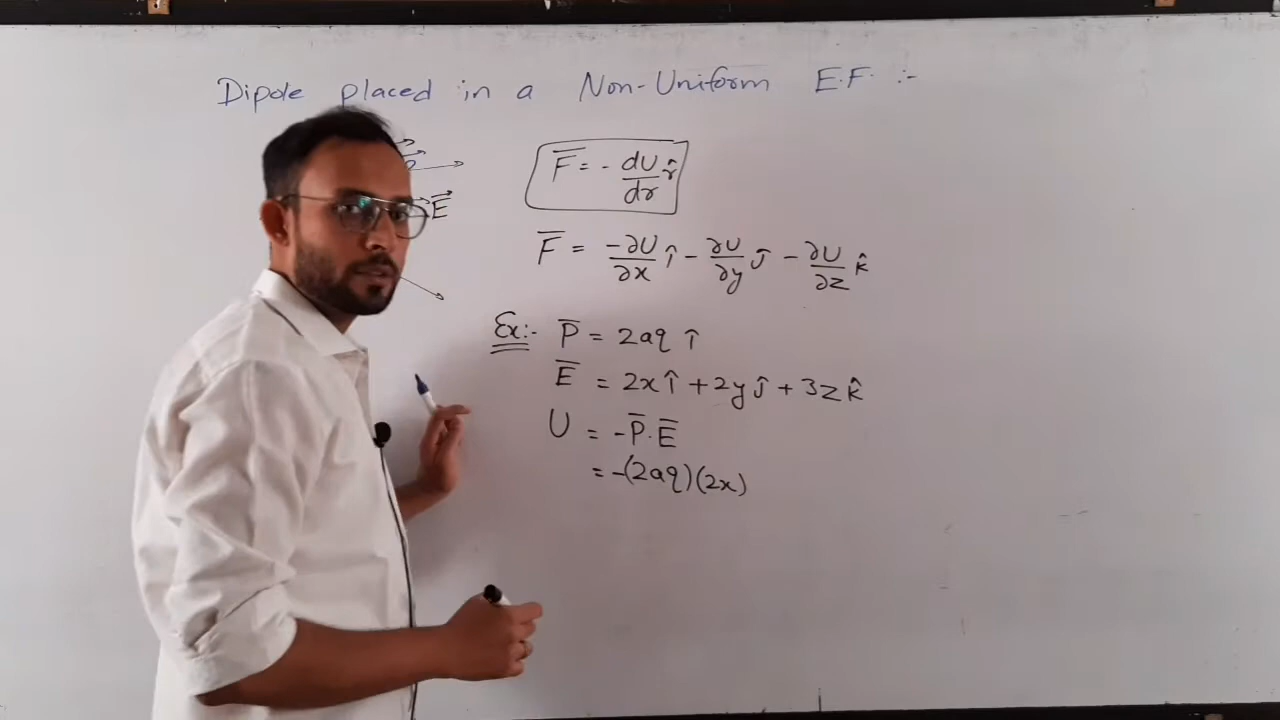 Dipole placed in a Non-Uniform E.F. :-
E⃗
F̅ = - dU/dr r̂
F̅ = -∂U/∂x î - ∂U/∂y ĵ - ∂U/∂z k̂
Ex:- P̅ = 2aq î
E̅ = 2x î + 2y ĵ + 3z k̂
U = -P̅.E̅
= -(2aq)(2x)